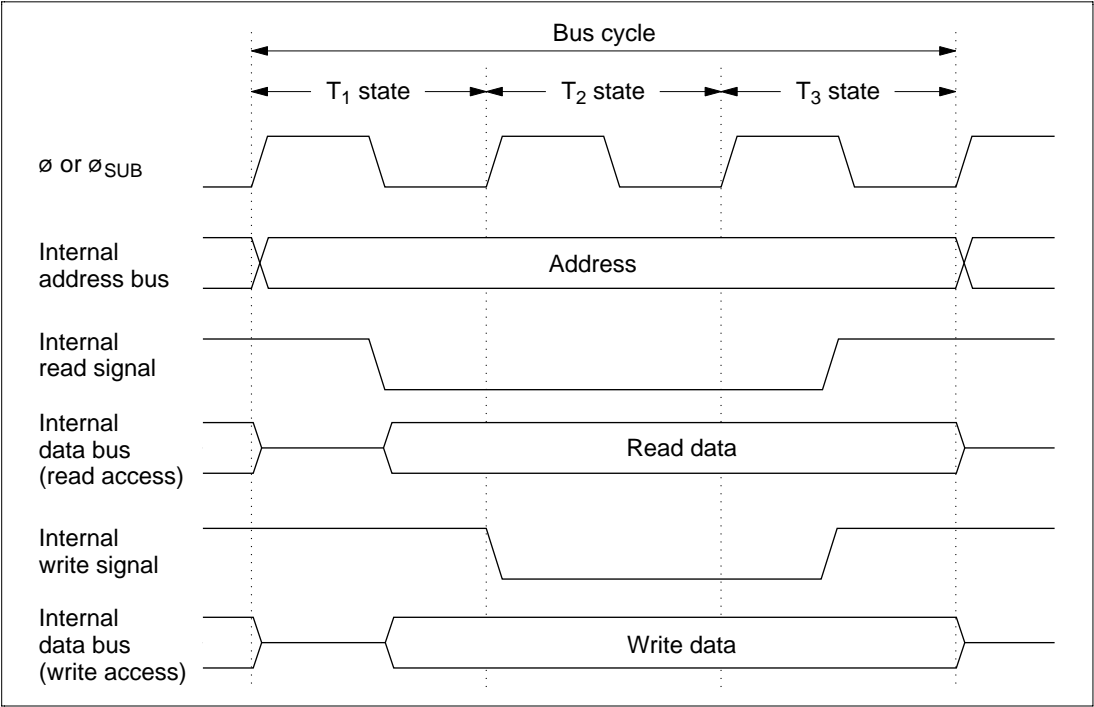 Bus cycle
T1 state
T2 state
T3 state
ø or øSUB
Internal
address bus
Address
Internal
read signal
Internal
data bus
(read access)
Read data
Internal
write signal
Internal
data bus
(write access)
Write data